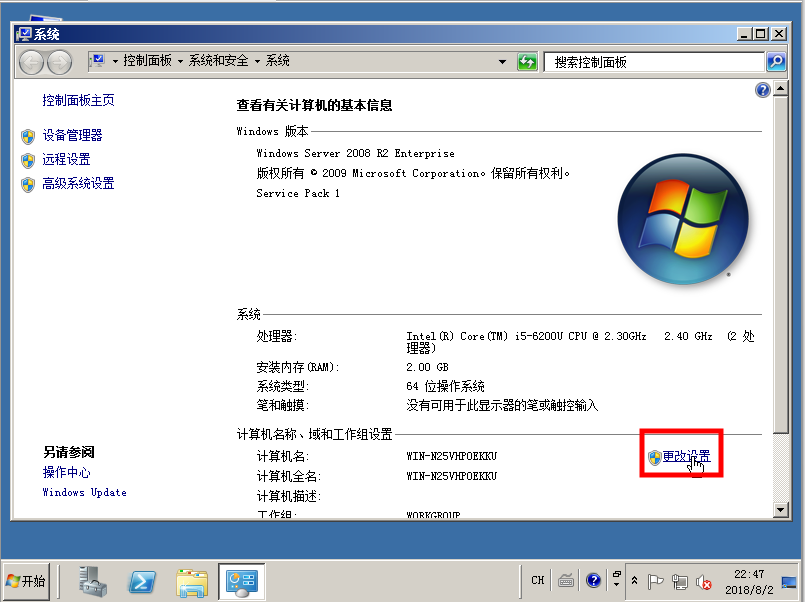 系统
控制面板 系统和安全 系统
搜索控制面板
控制面板主页
设备管理器
远程设置
高级系统设置
查看有关计算机的基本信息
Windows 版本
Windows Server 2008 R2 Enterprise
版权所有 © 2009 Microsoft Corporation。保留所有权利。
Service Pack 1
系统
处理器: Intel(R) Core(TM) i5-6200U CPU @ 2.30GHz 2.40 GHz (2 处
理器)
安装内存(RAM): 2.00 GB
系统类型: 64 位操作系统
笔和触摸: 没有可用于此显示器的笔或触控输入
计算机名称、域和工作组设置
计算机名: WIN-N25VHPOEKKU
更改设置
计算机全名: WIN-N25VHPOEKKU
计算机描述:
工作组: WORKGROUP
另请参阅
操作中心
Windows Update
开始
CH
22:47
2018/8/2